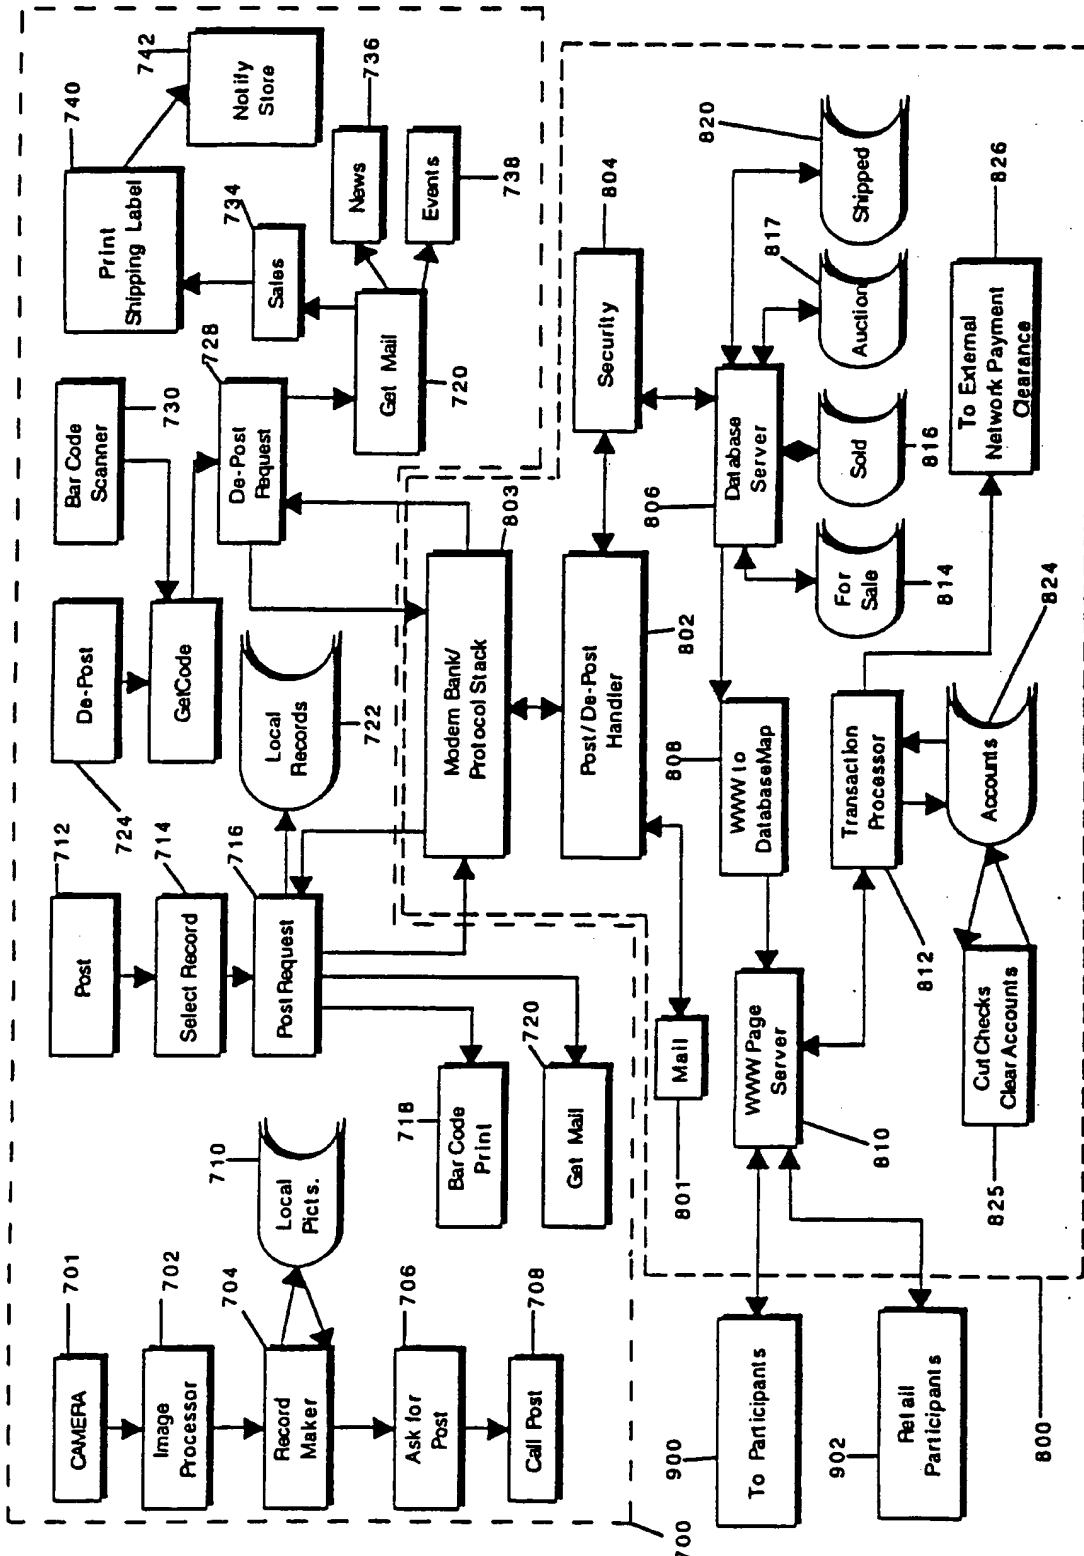 CAMERA
701
Image
Processor
702
Record
Maker
704
Local
Picts.
710
Ask for
Post
706
Call Post
708
Post
712
Select Record
714
Post Request
716
Local
Records
722
Bar Code
Print
718
Get Mail
720
De-Post
724
GetCode
Bar Code
Scanner
730
De-Post
Request
728
Get Mail
720
Sales
734
News
736
Events
738
Print
Shipping Label
740
Notify
Store
742
700
Modem Bank/
Protocol Stack
803
Post/De-Post
Handler
802
Security
804
Mail
801
Database
Server
806
WWW to
DatabaseMap
808
WWW Page
Server
810
For
Sale
814
Sold
816
Auction
817
Shipped
820
Transaction
Processor
812
Accounts
824
Cut Checks
Clear Accounts
825
To External
Network Payment
Clearance
826
To Participants
900
Retail
Participants
902
800